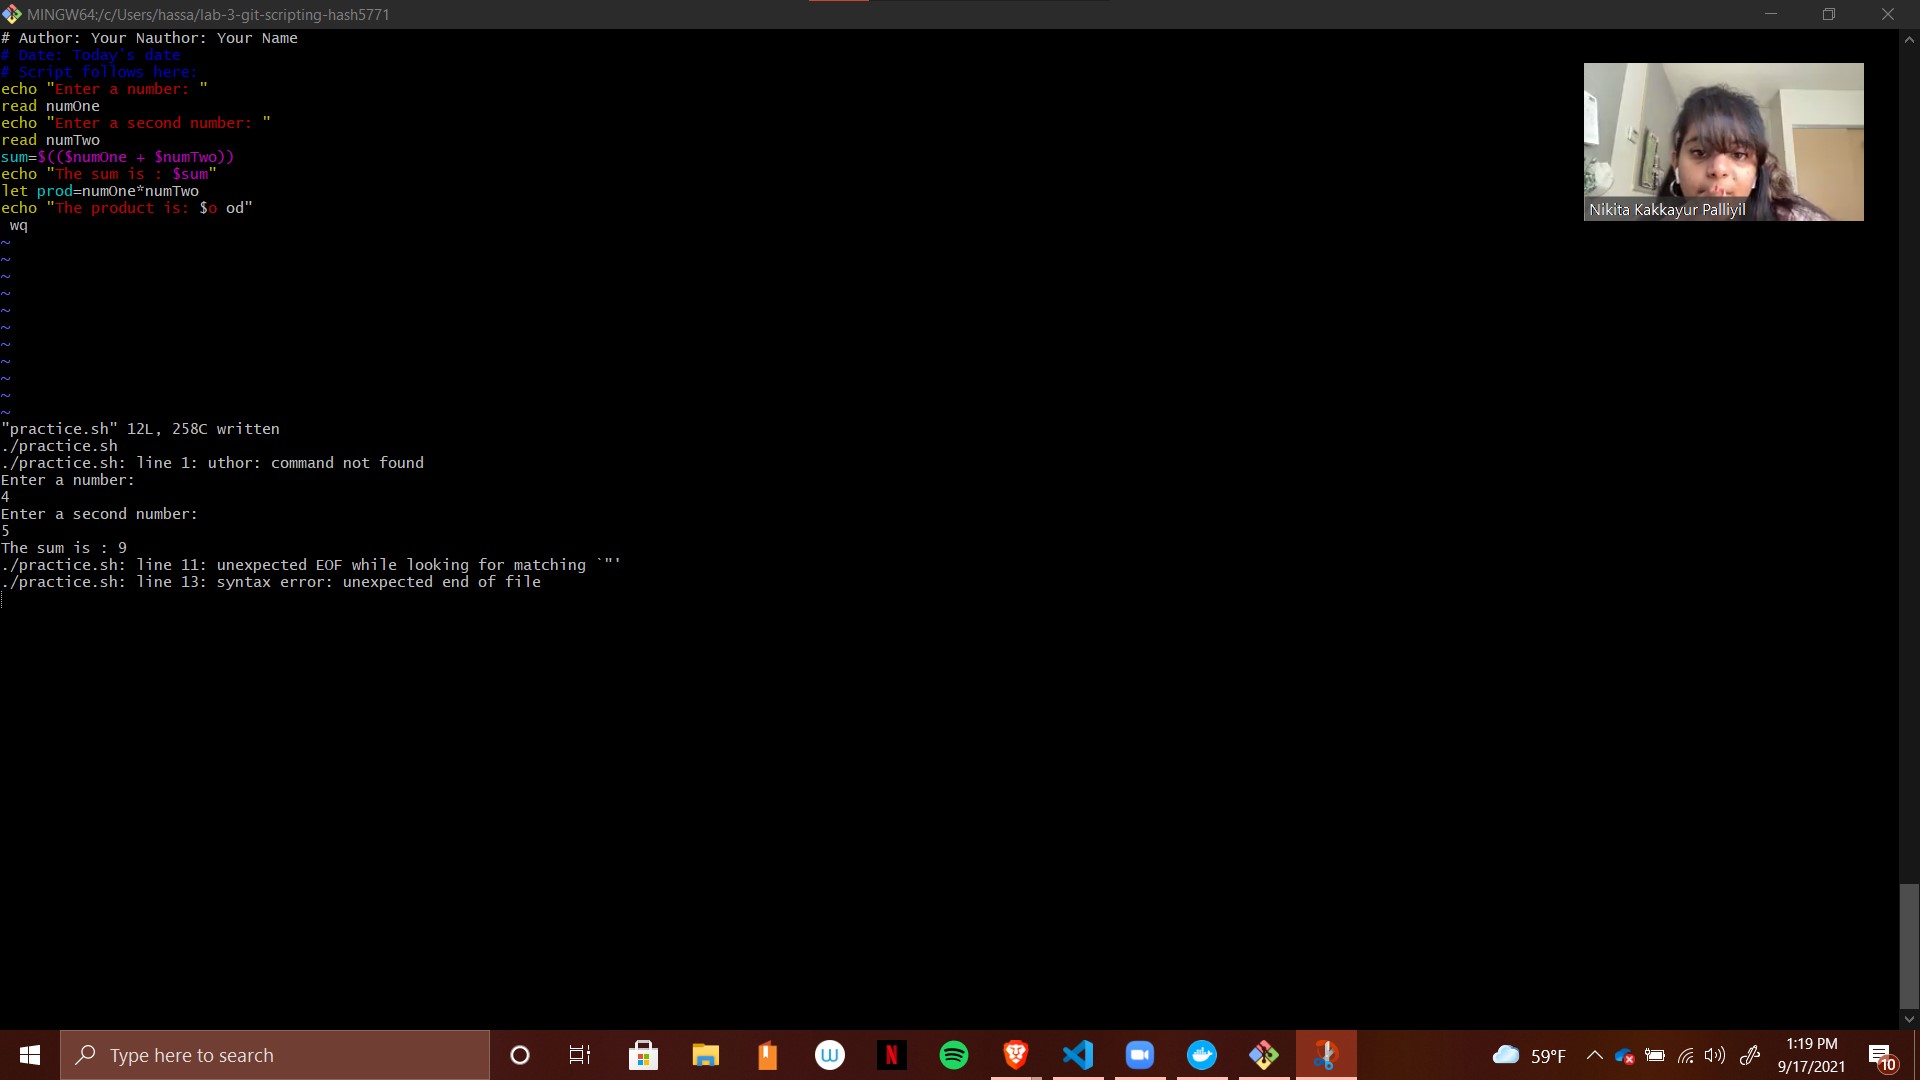 MINGW64:/c/Users/hassa/lab-3-git-scripting-hash5771
# Author: Your Nauthor: Your Name
# Date: Today's date
# Script follows here:
echo "Enter a number: "
read numOne
echo "Enter a second number: "
read numTwo
sum=$(($numOne + $numTwo))
echo "The sum is : $sum"
let prod=numOne*numTwo
echo "The product is: $o od"
 wq
~
~
~
~
~
~
~
~
~
~
~
"practice.sh" 12L, 258C written
./practice.sh
./practice.sh: line 1: uthor: command not found
Enter a number:
4
Enter a second number:
5
The sum is : 9
./practice.sh: line 11: unexpected EOF while looking for matching `"'
./practice.sh: line 13: syntax error: unexpected end of file
Nikita Kakkayur Palliyil
Type here to search
W
N
59°F
1:19 PM
9/17/2021
10